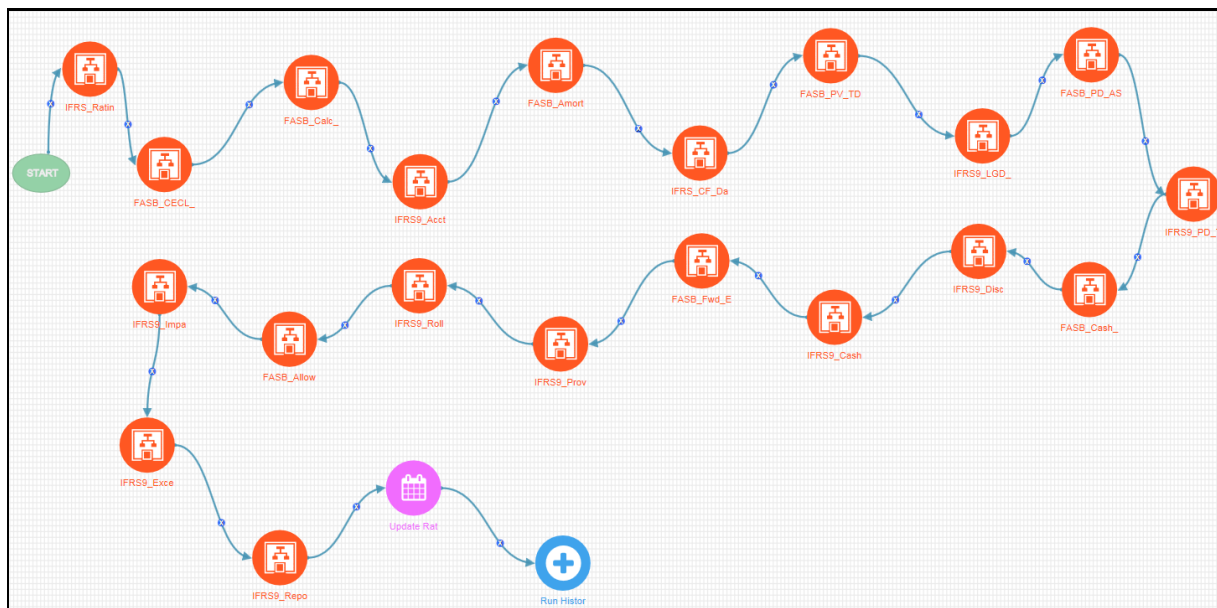 START
IFRS_Ratin
FASB_CECL_
FASB_Calc_
IFRS9_Acct
FASB_Amort
IFRS_CF_Da
FASB_PV_TD
IFRS9_LGD_
FASB_PD_AS
IFRS9_PD_
FASB_Cash_
IFRS9_Disc
IFRS9_Cash
FASB_Fwd_E
IFRS9_Prov
IFRS9_Roll
FASB_Allow
IFRS9_Impa
IFRS9_Exce
IFRS9_Repo
Update Rat
Run Histor